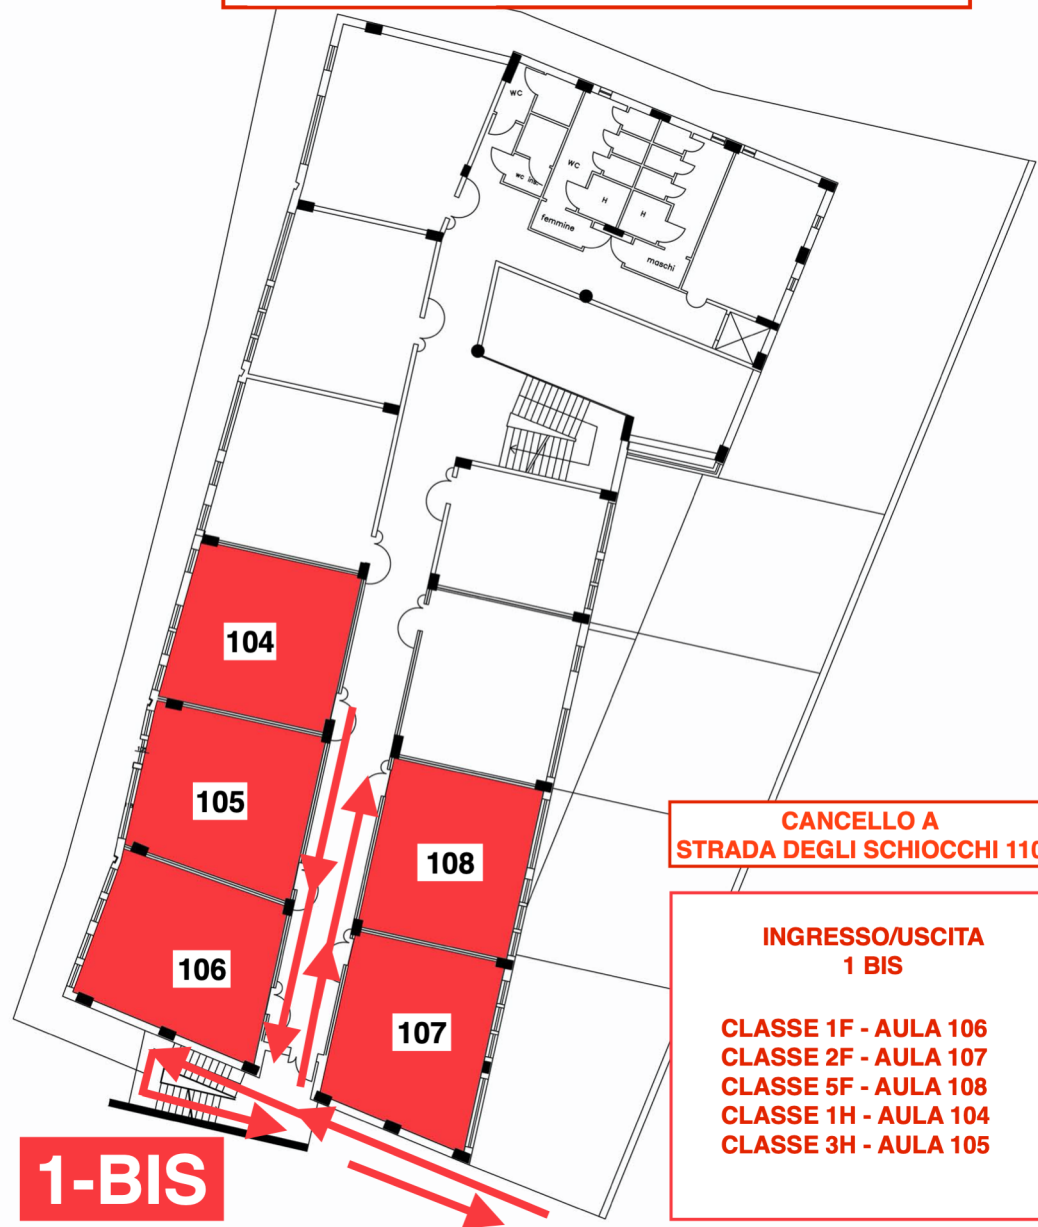 WC
WC
wc ins.
H
H
femmine
maschi
104
105
108
106
107
CANCELLO A
STRADA DEGLI SCHIOCCHI 110
INGRESSO/USCITA
1 BIS
CLASSE 1F - AULA 106
CLASSE 2F - AULA 107
CLASSE 5F - AULA 108
CLASSE 1H - AULA 104
CLASSE 3H - AULA 105
1-BIS